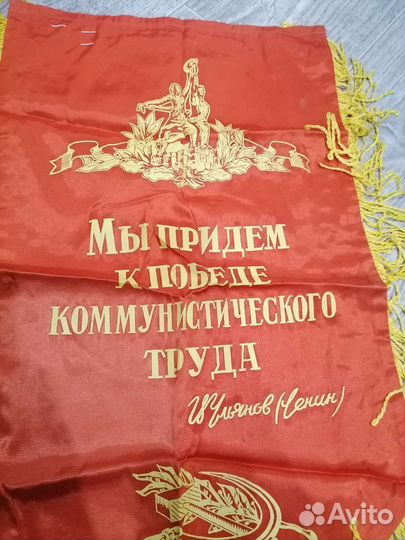 МЫ ПРИДЕМ
К ПОБЕДЕ
КОММУНИСТИЧЕСКОГО
ТРУДА
В Ульянов (Ленин)
Avito